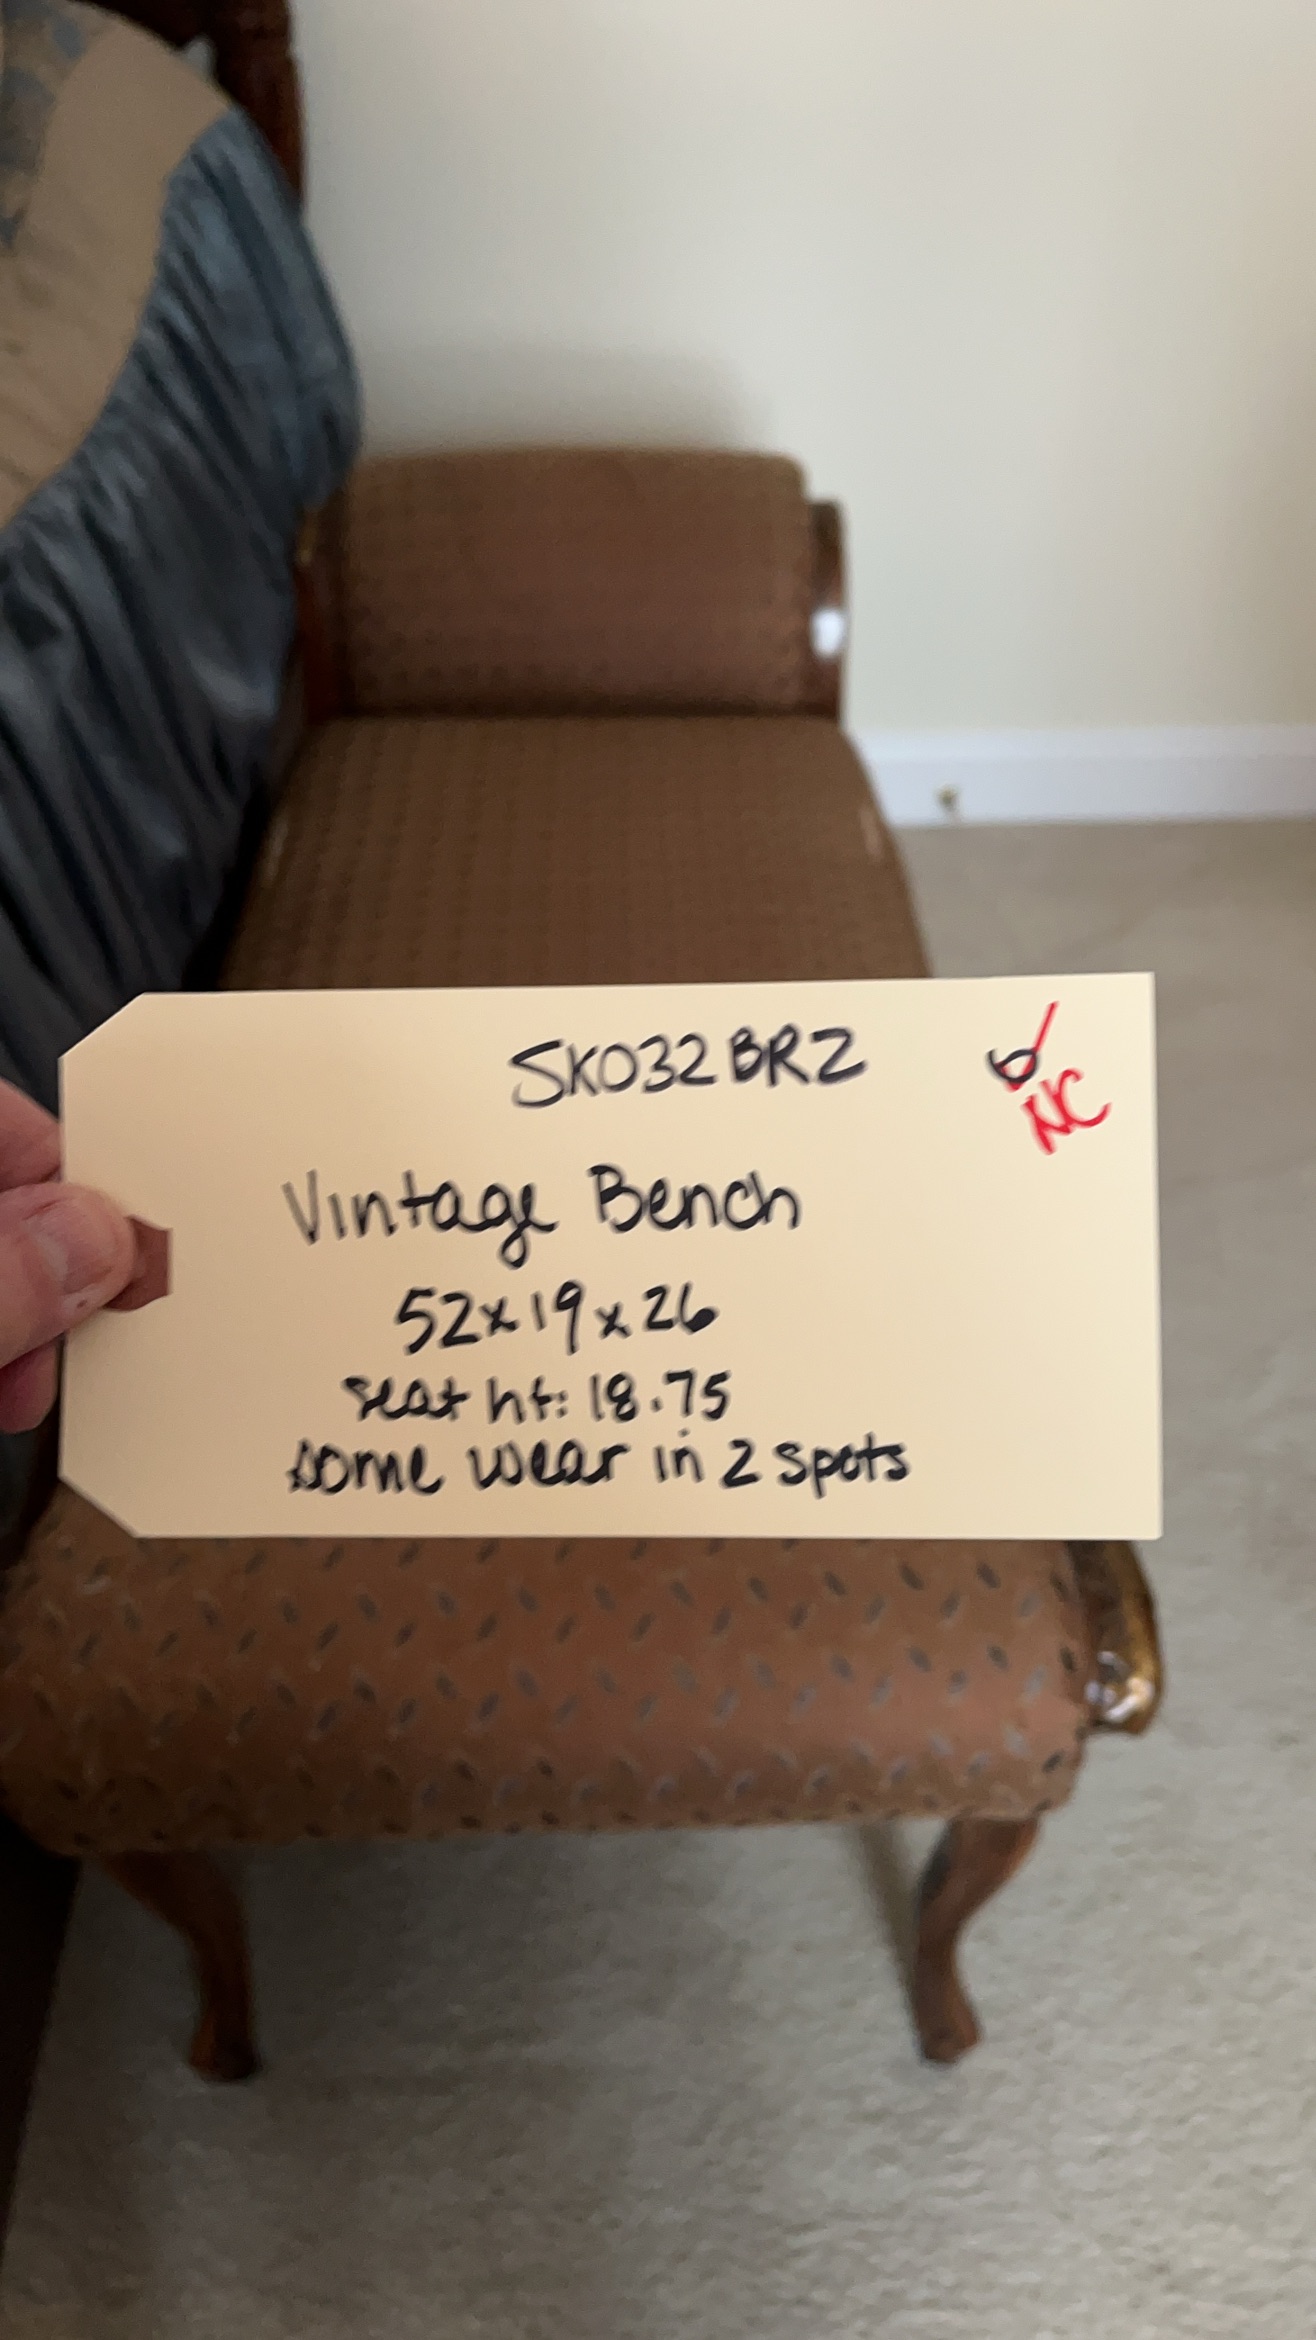 SK032BR2
NC
Vintage Bench
52x19x26
seat ht: 18.75
some wear in 2 spots